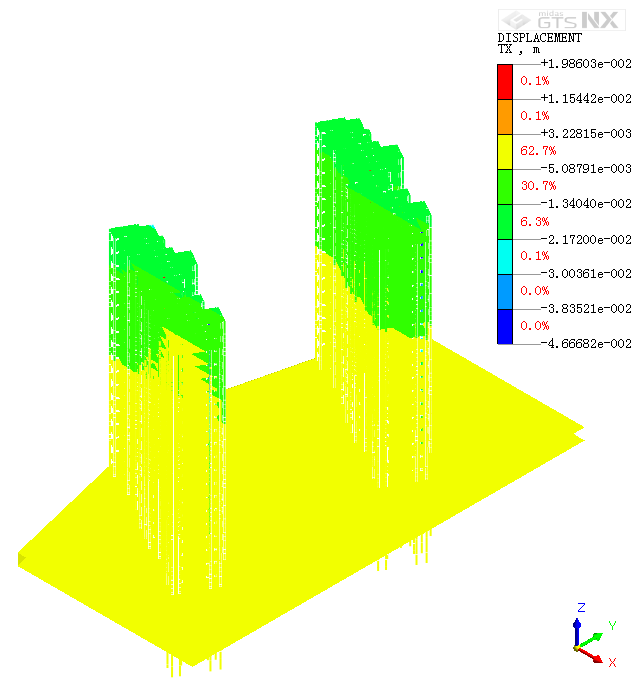 midas
GTS NX
DISPLACEMENT
TX , m
+1.98603e-002
0.1%
+1.15442e-002
0.1%
+3.22815e-003
62.7%
-5.08791e-003
30.7%
-1.34040e-002
6.3%
-2.17200e-002
0.1%
-3.00361e-002
0.0%
-3.83521e-002
0.0%
-4.66682e-002
Z
Y
X